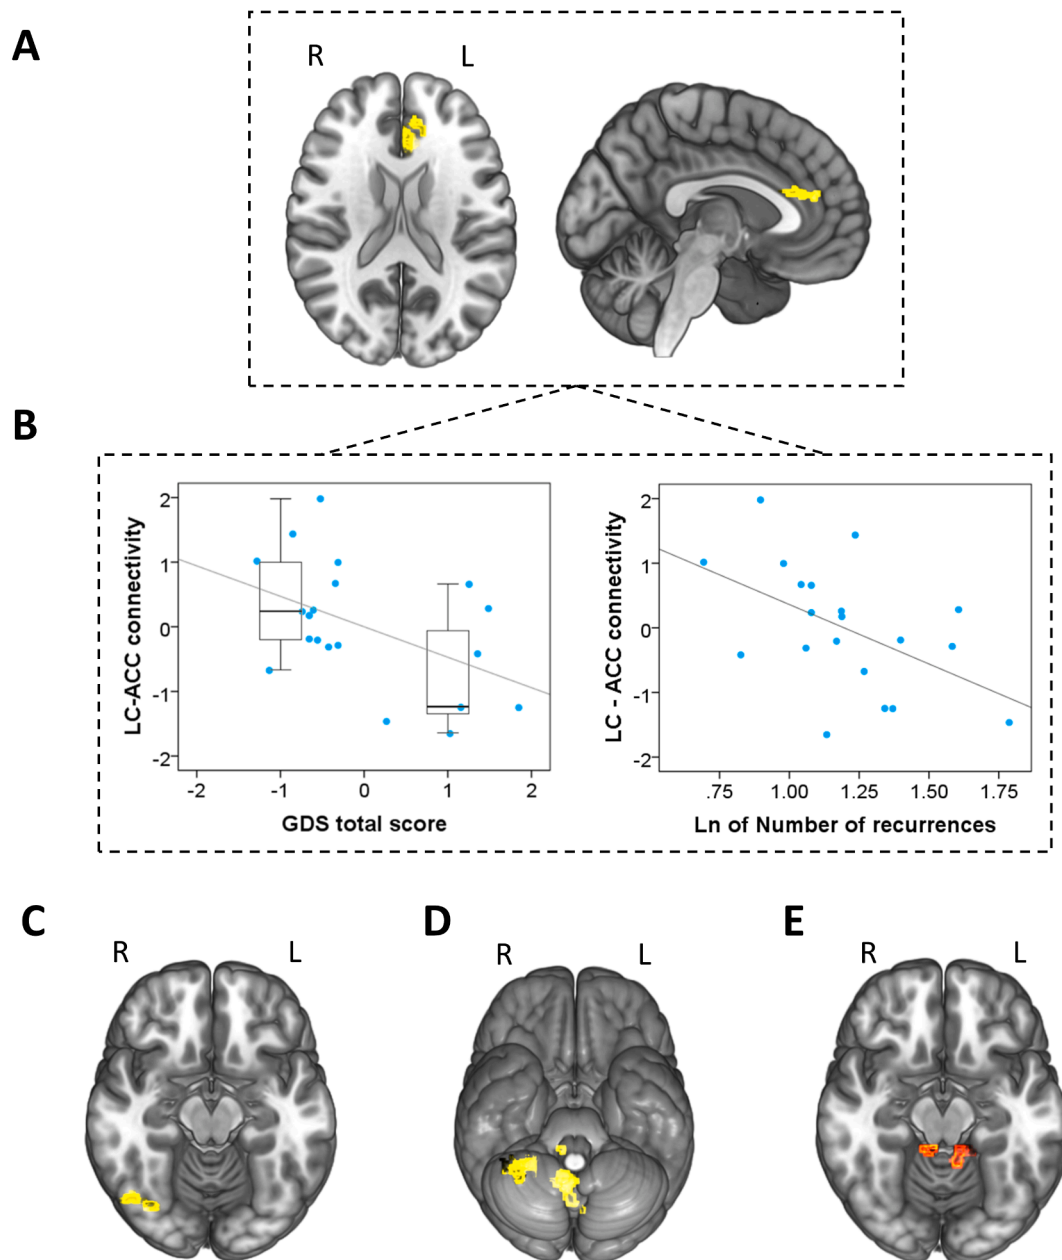 A
R L
B
2
1
0
-1
-2
LC-ACC connectivity
-2 -1 0 1 2
GDS total score
2
1
0
-1
-2
LC - ACC connectivity
.75 1.00 1.25 1.50 1.75
Ln of Number of recurrences
C
R L
D
R L
E
R L